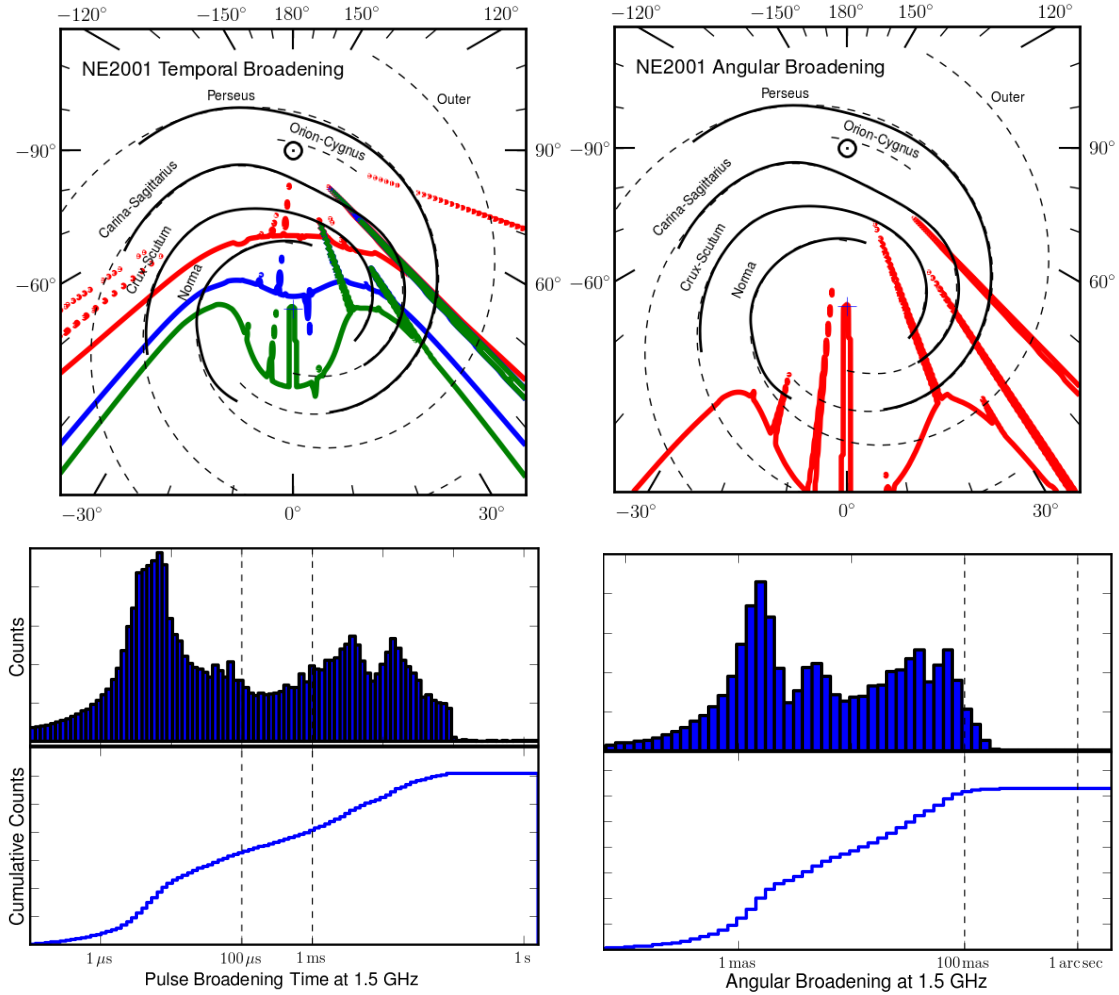 −120° −150° 180° 150° 120°
NE2001 Temporal Broadening
Perseus
Outer
Orion-Cygnus
−90° 90°
Carina-Sagittarius
Crux-Scutum
Norma
−60° 60°
−30° 0° 30°
−120° −150° 180° 150° 120°
NE2001 Angular Broadening
Perseus
Outer
Orion-Cygnus
−90° 90°
Carina-Sagittarius
Crux-Scutum
Norma
−60° 60°
−30° 0° 30°
Counts
Cumulative Counts
1 μs 100 μs 1 ms 1 s
Pulse Broadening Time at 1.5 GHz
1 mas 100 mas 1 arcsec
Angular Broadening at 1.5 GHz